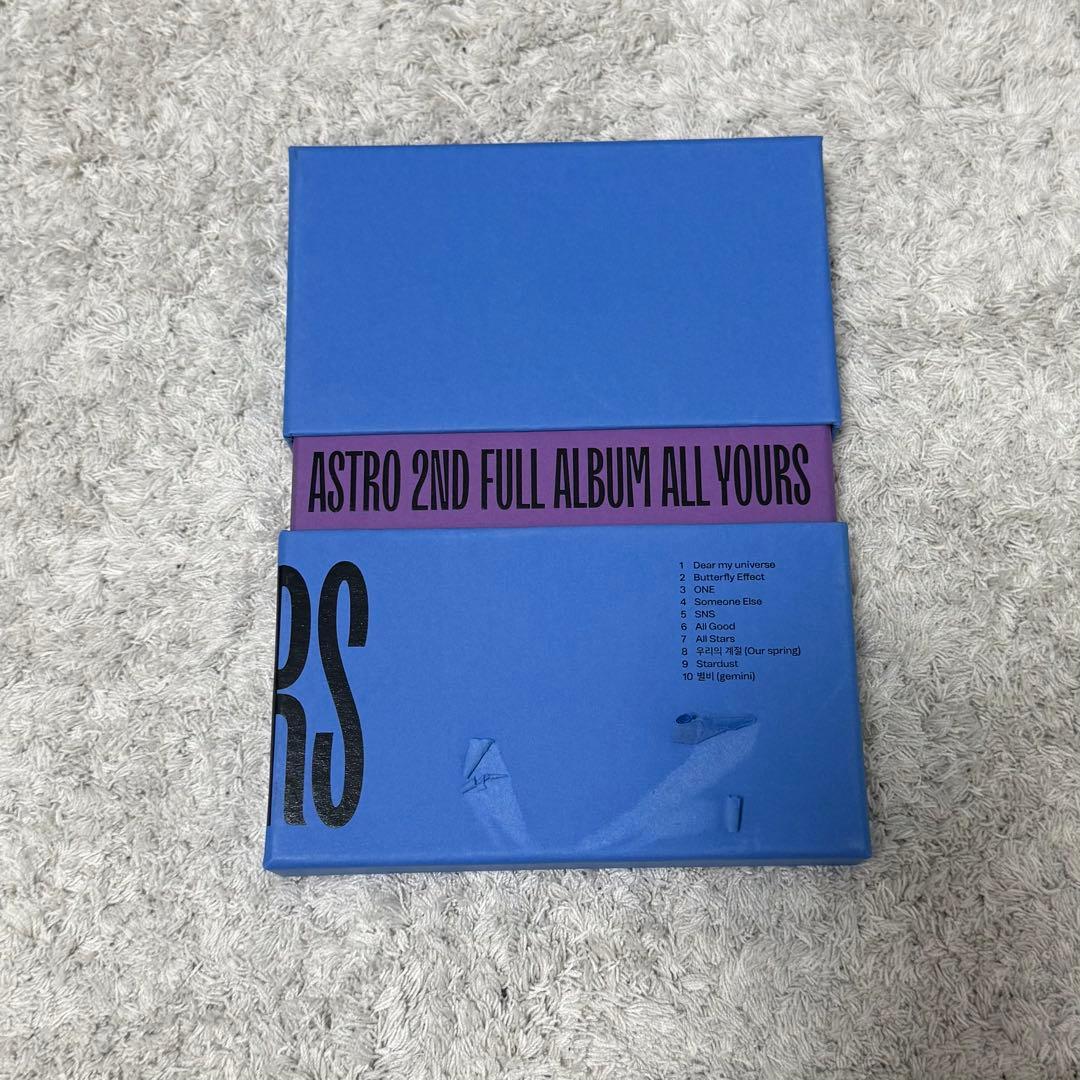 ASTRO 2ND FULL ALBUM ALL YOURS
RS
1 Dear my universe
2 Butterfly Effect
3 ONE
4 Someone Else
5 SNS
6 All Good
7 All Stars
8 우리의 계절 (Our spring)
9 Stardust
10 별비 (gemini)